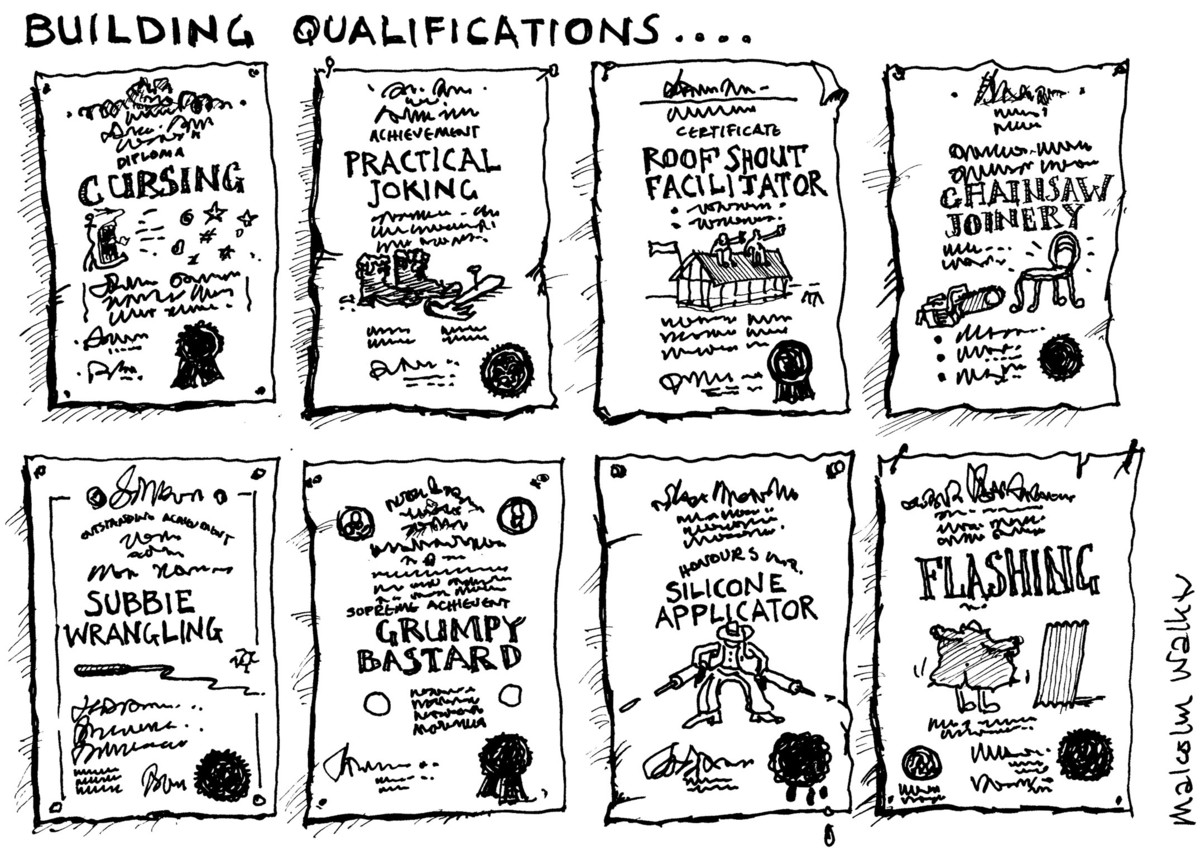 BUILDING QUALIFICATIONS....
DIPLOMA
CURSING
ACHIEVEMENT
PRACTICAL
JOKING
CERTIFICATE
ROOF SHOUT
FACILITATOR
CHAINSAW
JOINERY
OUTSTANDING ACHIEVEMENT
SUBBIE
WRANGLING
SUPREME ACHIEVENT
GRUMPY
BASTARD
HONOURS
SILICONE
APPLICATOR
FLASHING
Malcolm Walker